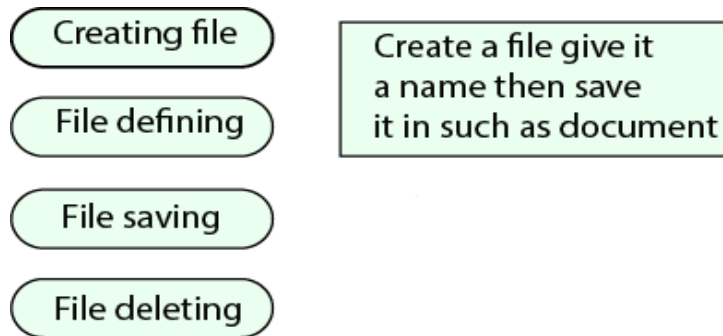 Creating file
File defining
File saving
File deleting
Create a file give it
a name then save
it in such as document